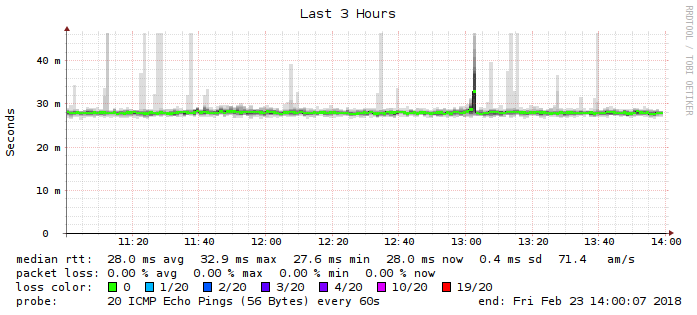 Last 3 Hours
RRDTOOL / TOBI OETIKER
Seconds
40 m
30 m
20 m
10 m
0
11:20 11:40 12:00 12:20 12:40 13:00 13:20 13:40 14:00
median rtt: 28.0 ms avg 32.9 ms max 27.6 ms min 28.0 ms now 0.4 ms sd 71.4 am/s
packet loss: 0.00 % avg 0.00 % max 0.00 % min 0.00 % now
loss color: 0 1/20 2/20 3/20 4/20 10/20 19/20
probe: 20 ICMP Echo Pings (56 Bytes) every 60s end: Fri Feb 23 14:00:07 2018